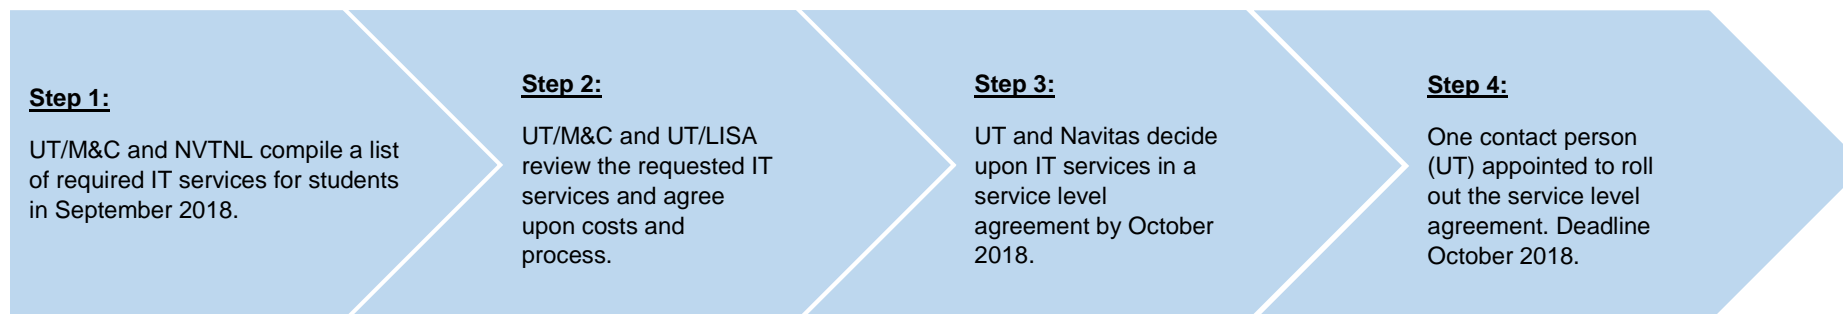 Step 1:
UT/M&C and NVTNL compile a list
of required IT services for students
in September 2018.
Step 2:
UT/M&C and UT/LISA
review the requested IT
services and agree
upon costs and
process.
Step 3:
UT and Navitas decide
upon IT services in a
service level
agreement by October
2018.
Step 4:
One contact person
(UT) appointed to roll
out the service level
agreement. Deadline
October 2018.